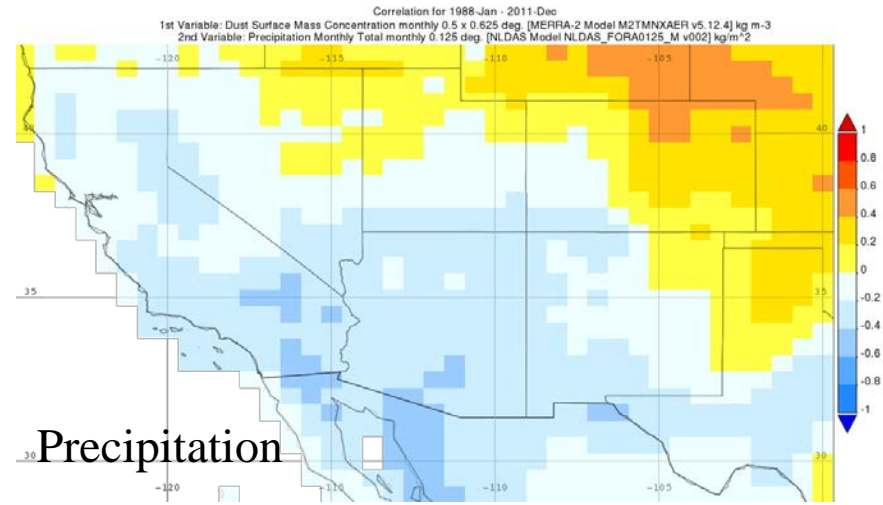 Correlation for 1988-Jan - 2011-Dec
1st Variable: Dust Surface Mass Concentration monthly 0.5 x 0.625 deg. [MERRA-2 Model M2TMNXAER v5.12.4] kg m-3
2nd Variable: Precipitation Monthly Total monthly 0.125 deg. [NLDAS Model NLDAS_FORA0125_M v002] kg/m^2
-120 -115 -110 -105
40 40
35 35
30 30
-120 -115 -110 -105
1
0.8
0.6
0.4
0.2
0
-0.2
-0.4
-0.6
-0.8
-1
Precipitation